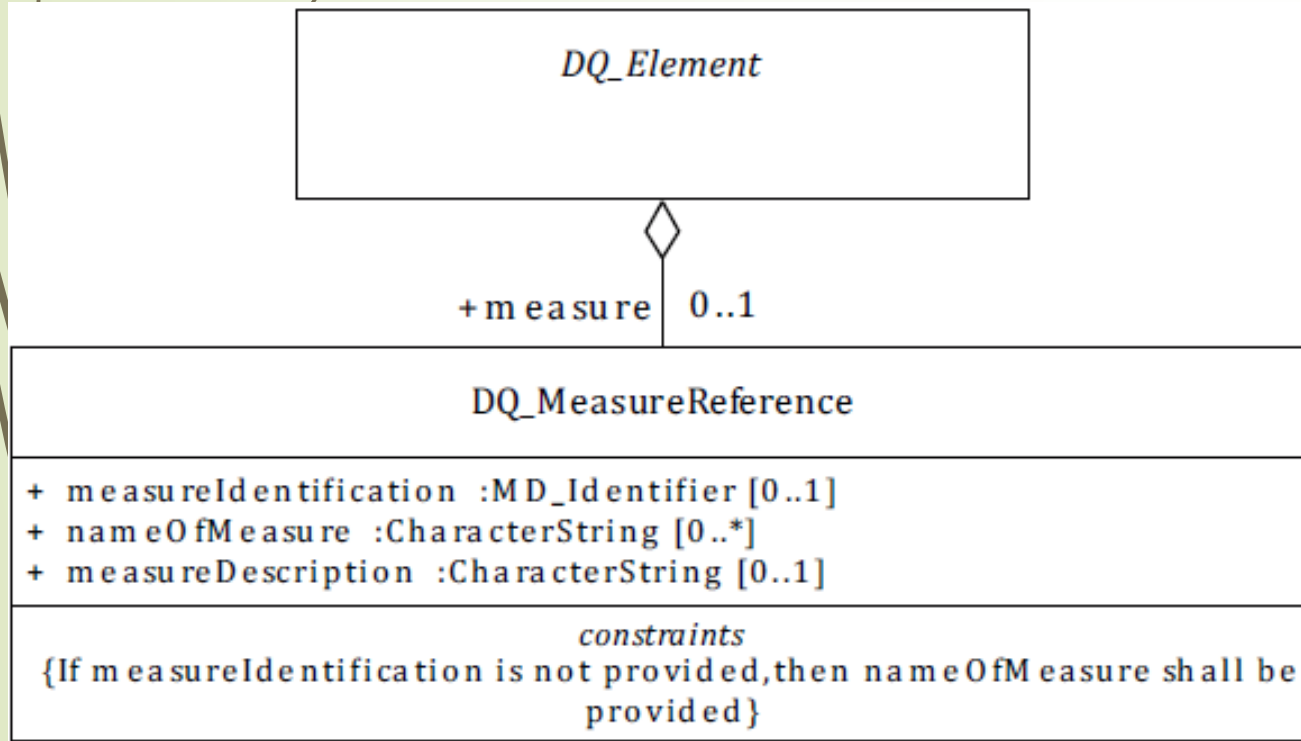 DQ_Element
+measure 0..1
DQ_MeasureReference
+ measureIdentification :MD_Identifier [0..1]
+ nameOfMeasure :CharacterString [0..*]
+ measureDescription :CharacterString [0..1]
constraints
{If measureIdentification is not provided,then nameOfMeasure shall be
provided}